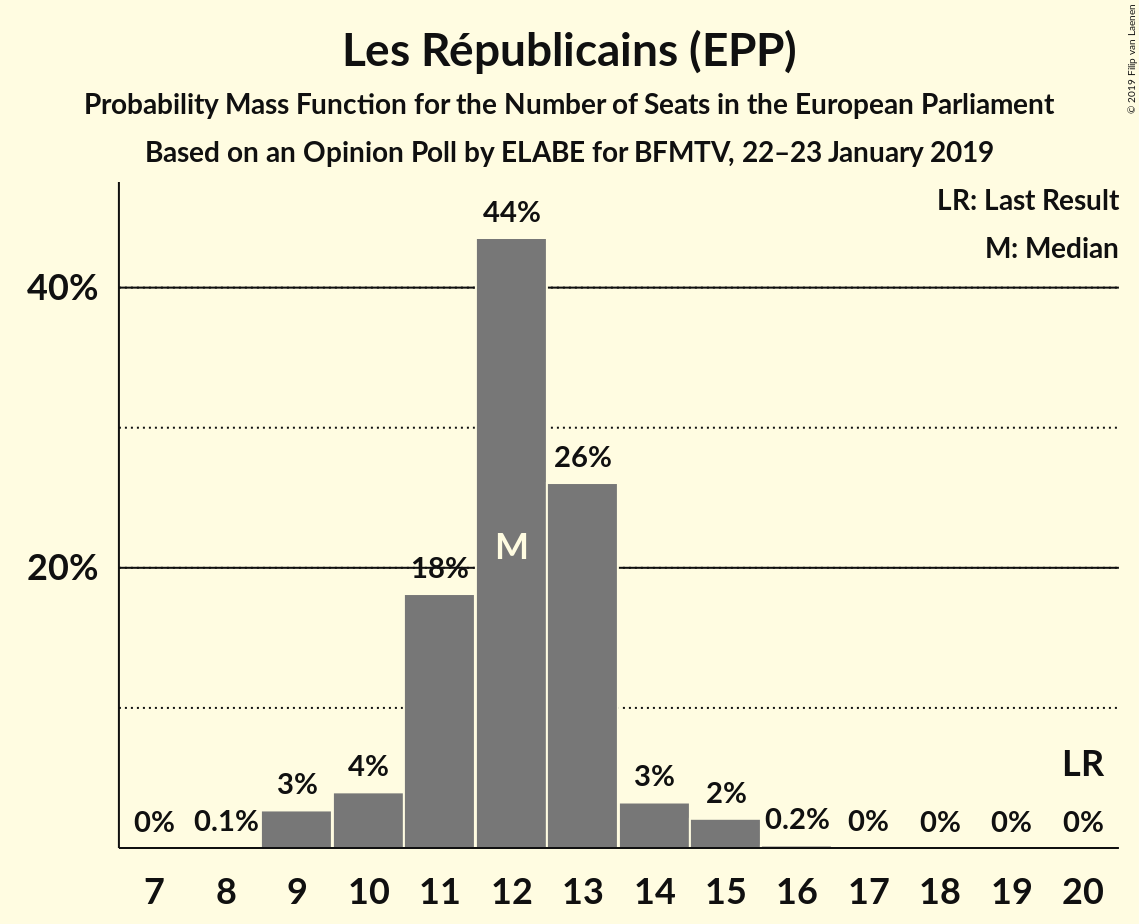 Les Républicains (EPP)
Probability Mass Function for the Number of Seats in the European Parliament
Based on an Opinion Poll by ELABE for BFMTV, 22–23 January 2019
© 2019 Filip van Laenen
LR: Last Result
M: Median
44%
40%
26%
M
20%
18%
LR
4%
3%
3%
2%
0%
0.1%
0.2%
0%
0%
0%
0%
7 8 9 10 11 12 13 14 15 16 17 18 19 20